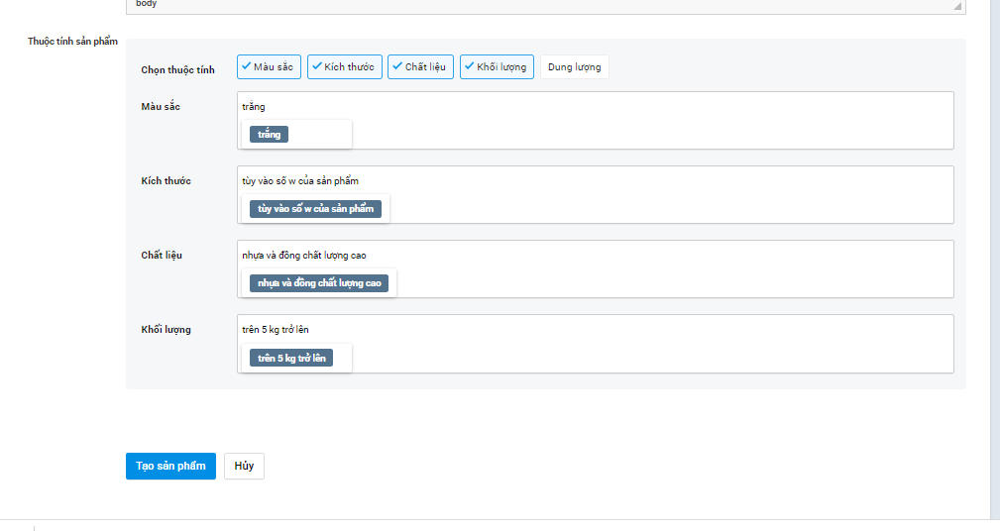 body
Thuộc tính sản phẩm
Chọn thuộc tính Màu sắc Kích thước Chất liệu Khối lượng Dung lượng
Màu sắc trắng
trắng
Kích thước tùy vào số w của sản phẩm
tùy vào số w của sản phẩm
Chất liệu nhựa và đồng chất lượng cao
nhựa và đồng chất lượng cao
Khối lượng trên 5 kg trở lên
trên 5 kg trở lên
Tạo sản phẩm Hủy